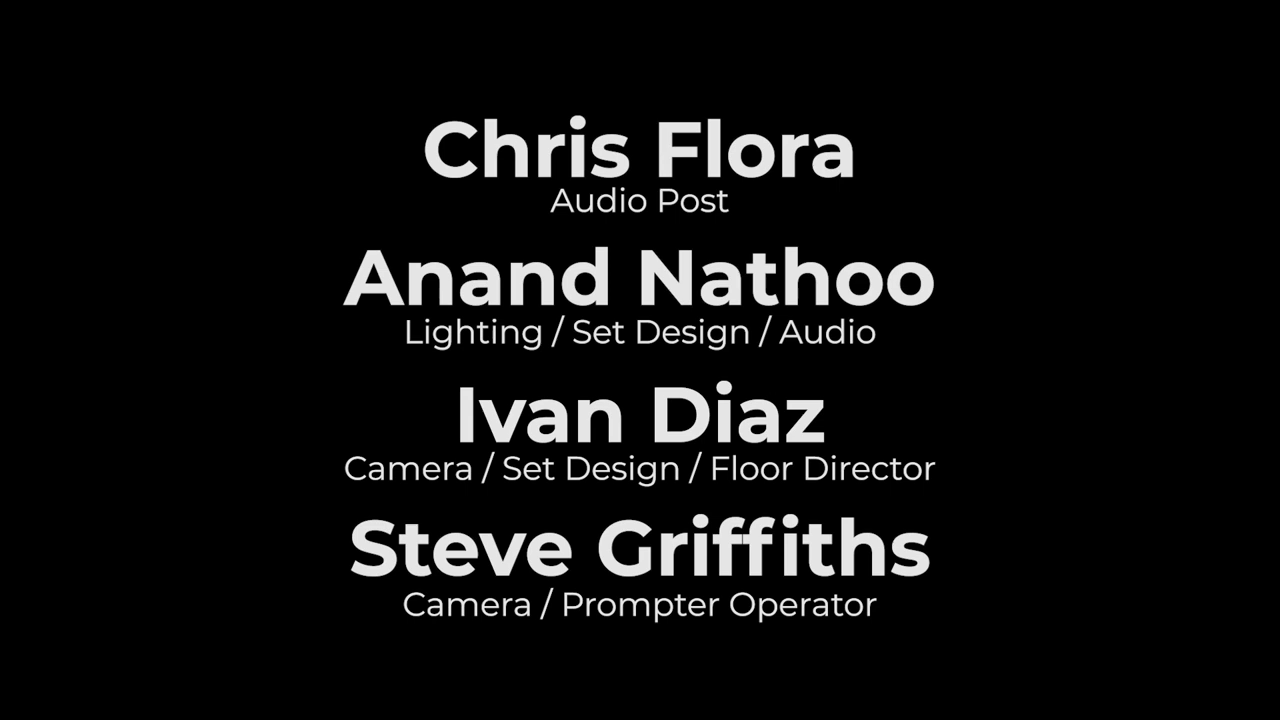 Chris Flora
Audio Post
Anand Nathoo
Lighting / Set Design / Audio
Ivan Diaz
Camera / Set Design / Floor Director
Steve Griffiths
Camera / Prompter Operator